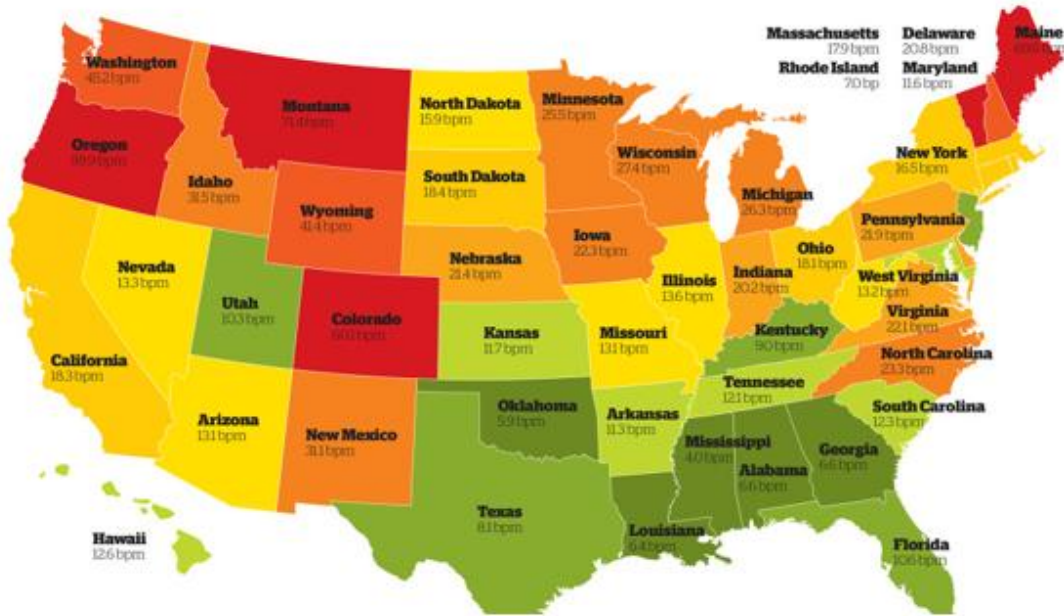 Massachusetts
17.9 bpm
Delaware
20.8 bpm
Maine
Rhode Island
7.0 bp
Maryland
11.6 bpm
Washington
45.2 bpm
Montana
71.4 bpm
North Dakota
15.9 bpm
Minnesota
25.5 bpm
Oregon
Idaho
31.5 bpm
South Dakota
18.4 bpm
Wisconsin
27.4 bpm
Michigan
26.3 bpm
New York
16.5 bpm
Wyoming
41.4 bpm
Iowa
22.3 bpm
Pennsylvania
21.9 bpm
Nebraska
21.4 bpm
Nevada
13.3 bpm
Utah
10.3 bpm
Illinois
13.6 bpm
Indiana
20.2 bpm
Ohio
18.1 bpm
West Virginia
13.2 bpm
Colorado
Virginia
22.1 bpm
Kansas
11.7 bpm
Missouri
13.1 bpm
Kentucky
9.0 bpm
California
18.3 bpm
North Carolina
23.3 bpm
Tennessee
12.1 bpm
Oklahoma
5.9 bpm
Arkansas
11.3 bpm
South Carolina
12.3 bpm
Arizona
13.1 bpm
New Mexico
31.1 bpm
Mississippi
4.0 bpm
Alabama
6.6 bpm
Georgia
6.6 bpm
Texas
8.1 bpm
Louisiana
6.4 bpm
Hawaii
12.6 bpm
Florida
10.6 bpm